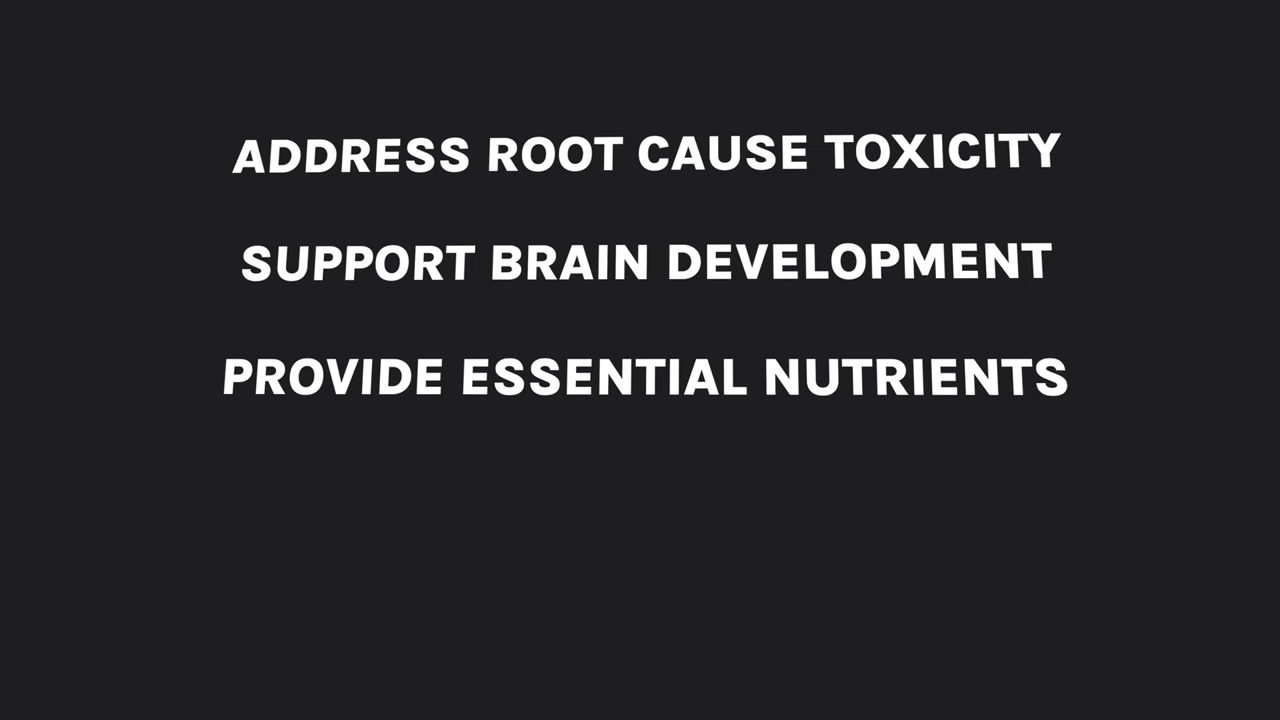 ADDRESS ROOT CAUSE TOXICITY
SUPPORT BRAIN DEVELOPMENT
PROVIDE ESSENTIAL NUTRIENTS